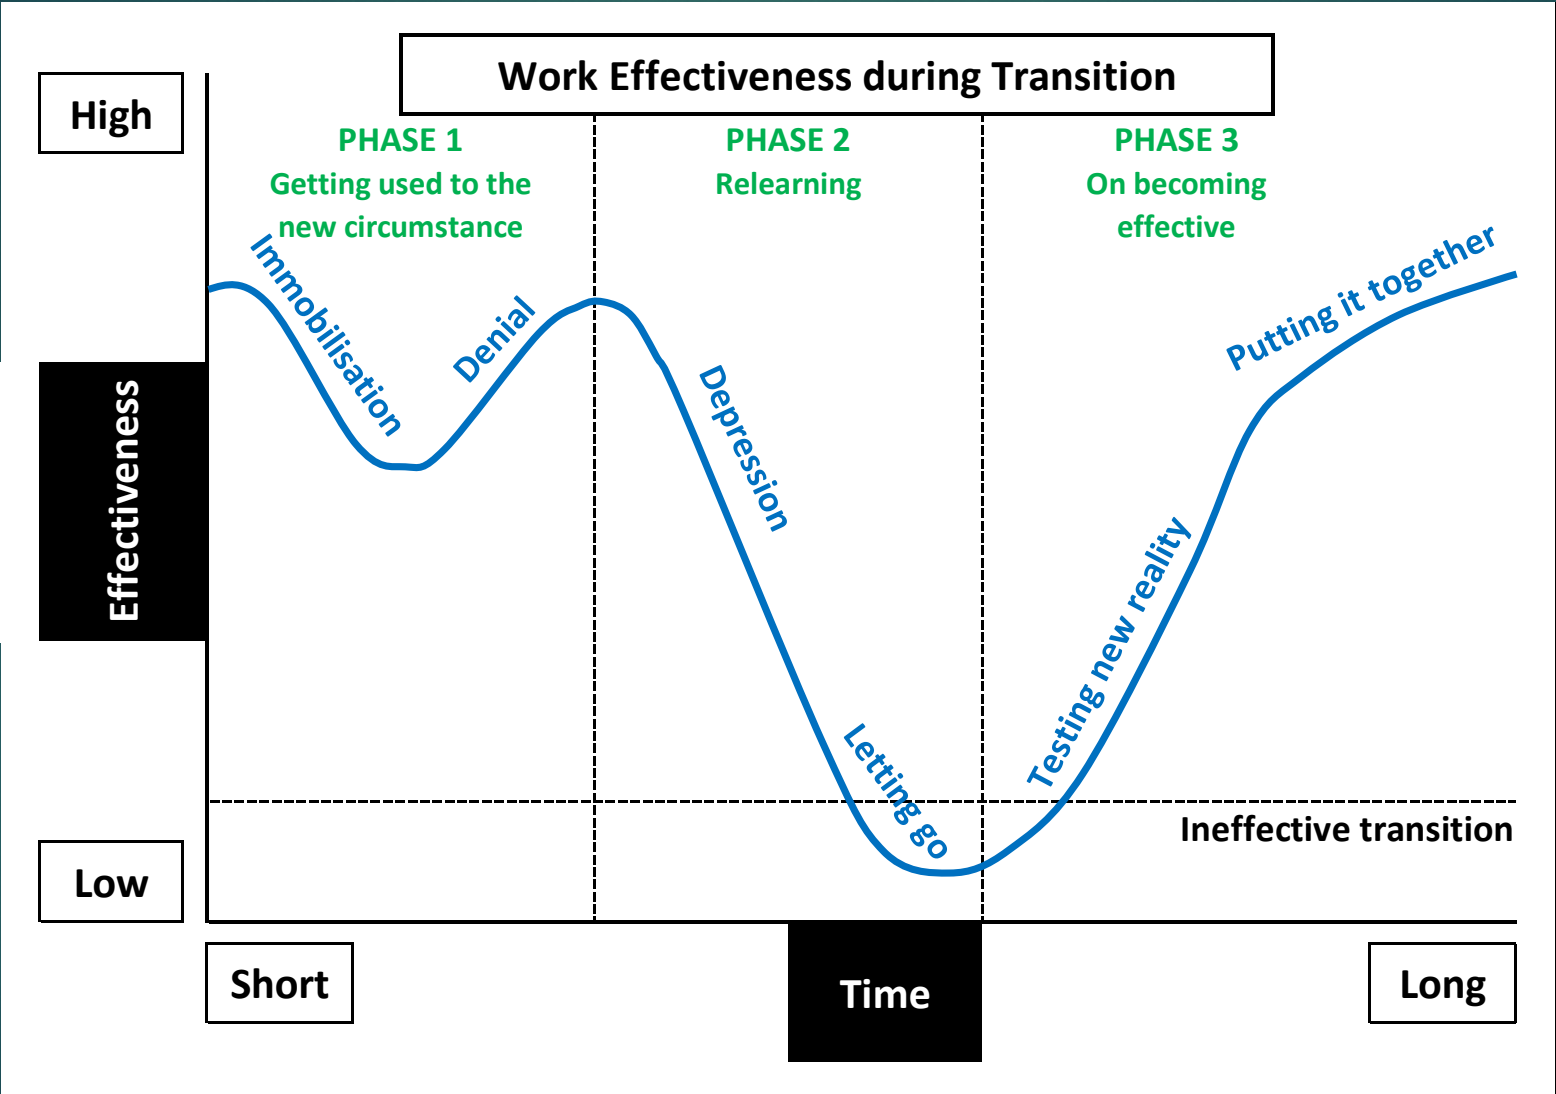 Work Effectiveness during Transition
High
PHASE 1
Getting used to the
new circumstance
PHASE 2
Relearning
PHASE 3
On becoming
effective
Immobilisation
Denial
Depression
Letting go
Testing new reality
Putting it together
Effectiveness
Ineffective transition
Low
Short
Time
Long